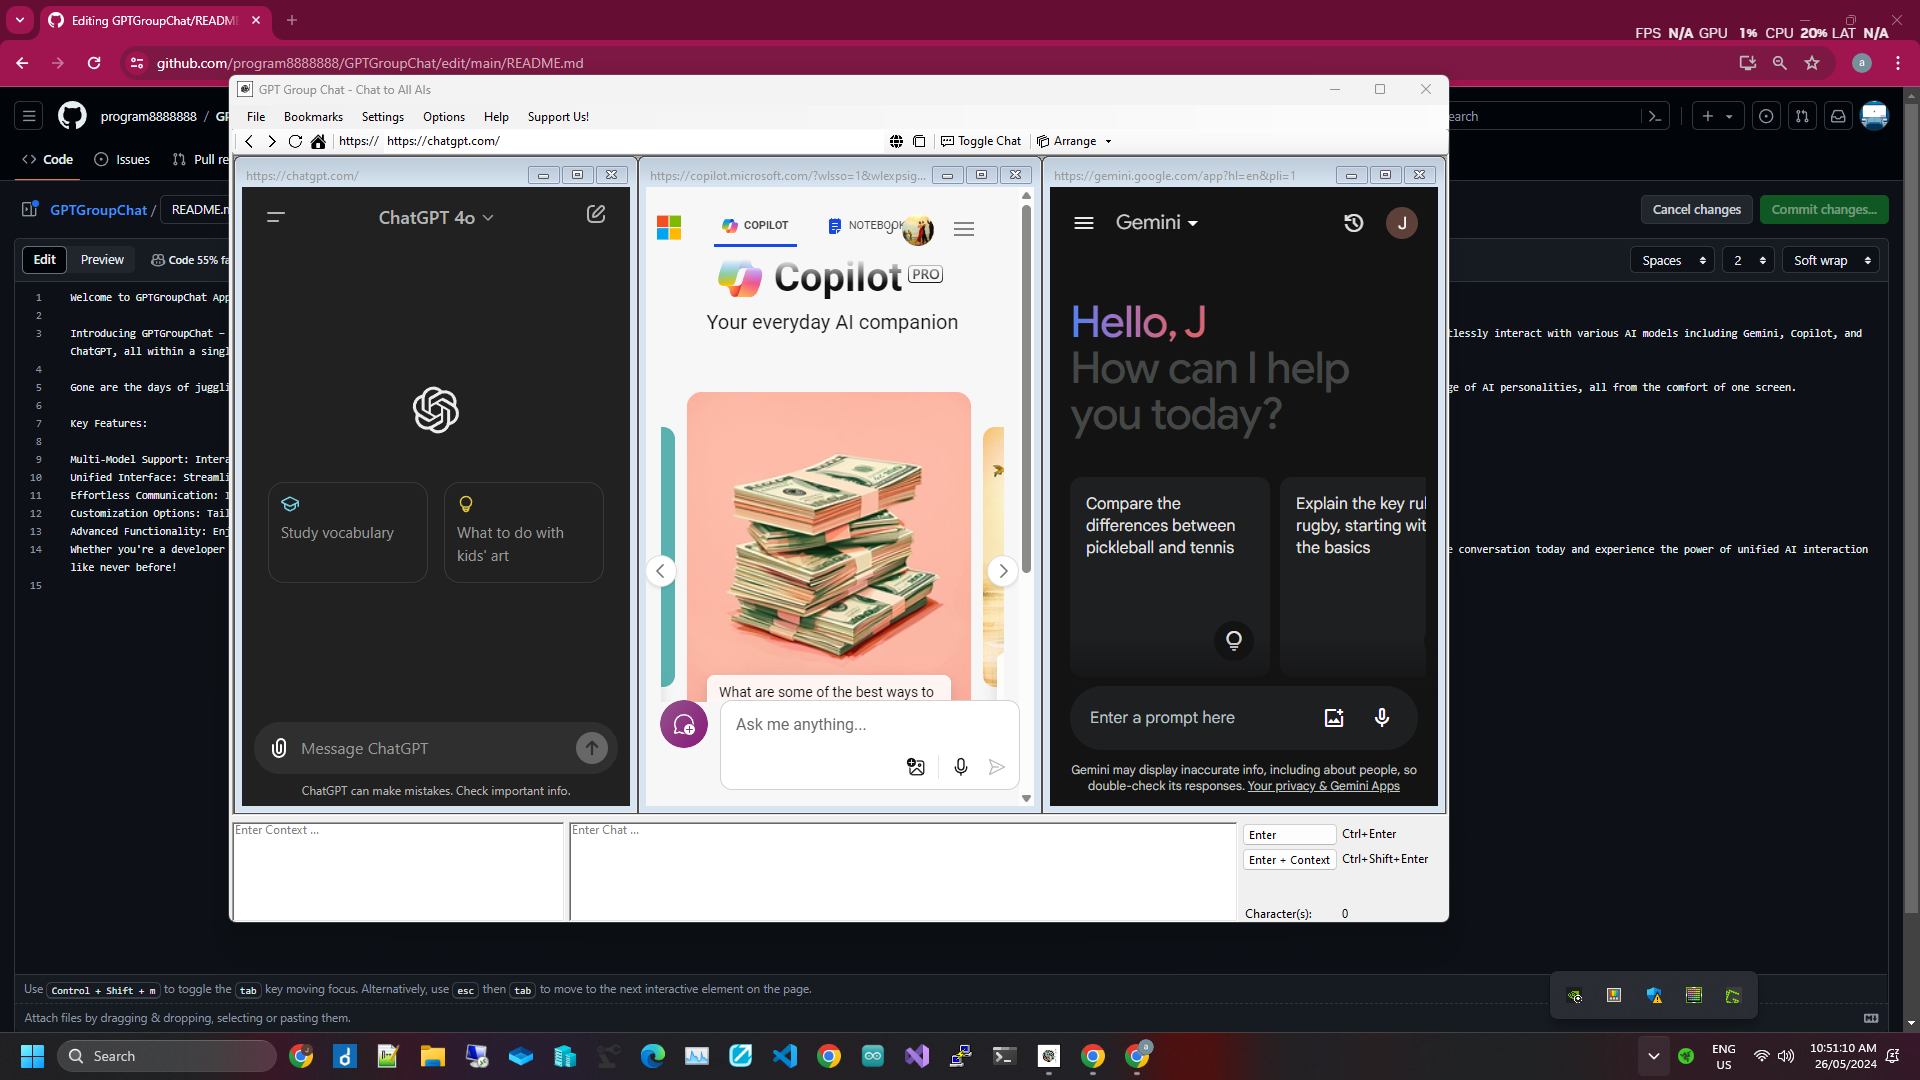 Editing GPTGroupChat/README
FPS N/A GPU 1% CPU 20% LAT N/A
github.com/program8888888/GPTGroupChat/edit/main/README.md
program8888888 /
earch
Code
Issues
Pull re
GPTGroupChat /
Cancel changes
Commit changes...
Edit
Preview
Code 55% fa
Spaces
2
Soft wrap
1 Welcome to GPTGroupChat App
2
3 Introducing GPTGroupChat –
tlessly interact with various AI models including Gemini, Copilot, and
ChatGPT, all within a singl
4
5 Gone are the days of juggli
ge of AI personalities, all from the comfort of one screen.
6
7 Key Features:
8
9 Multi-Model Support: Intera
10 Unified Interface: Streamli
11 Effortless Communication: I
12 Customization Options: Tail
13 Advanced Functionality: Enj
14 Whether you're a developer
e conversation today and experience the power of unified AI interaction
like never before!
15
GPT Group Chat - Chat to All AIs
File Bookmarks Settings Options Help Support Us!
https:// https://chatgpt.com/
Toggle Chat
Arrange
https://chatgpt.com/
ChatGPT 4o
Study vocabulary
What to do with
kids' art
Message ChatGPT
ChatGPT can make mistakes. Check important info.
https://copilot.microsoft.com/?wlsso=1&wlexpsig...
COPILOT
NOTEBOOK
Copilot PRO
Your everyday AI companion
What are some of the best ways to
Ask me anything...
https://gemini.google.com/app?hl=en&pli=1
Gemini
J
Hello, J
How can I help
you today?
Compare the
differences between
pickleball and tennis
Explain the key rul
rugby, starting wit
the basics
Enter a prompt here
Gemini may display inaccurate info, including about people, so
double-check its responses. Your privacy & Gemini Apps
Enter Context ...
Enter Chat ...
Enter
Ctrl+Enter
Enter + Context
Ctrl+Shift+Enter
Character(s): 0
Use Control + Shift + m to toggle the tab key moving focus. Alternatively, use esc then tab to move to the next interactive element on the page.
Attach files by dragging & dropping, selecting or pasting them.
Search
ENG
US
10:51:10 AM
26/05/2024